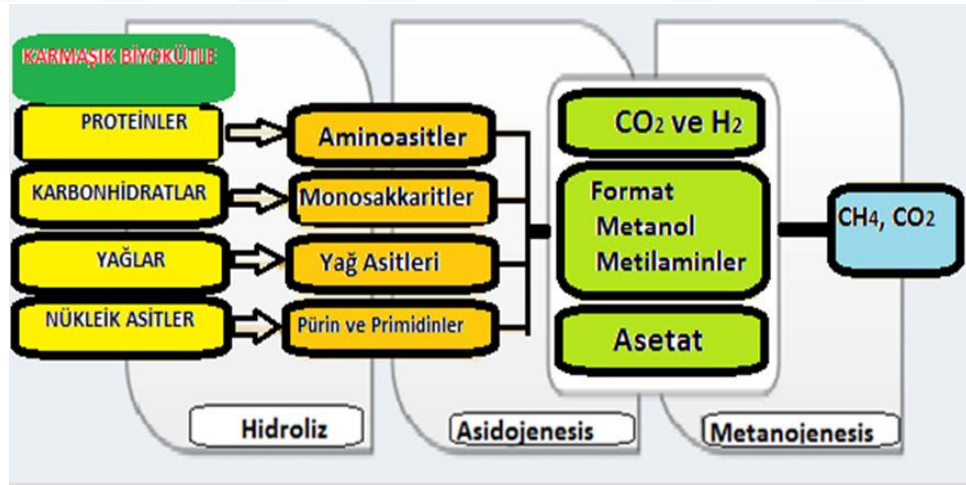 KARMAŞIK BİYOKÜTLE
PROTEİNLER
Aminoasitler
KARBONHİDRATLAR
Monosakkaritler
YAĞLAR
Yağ Asitleri
NÜKLEİK ASİTLER
Pürin ve Primidinler
CO2 ve H2
Format
Metanol
Metilaminler
Asetat
CH4, CO2
Hidroliz
Asidojenesis
Metanojenesis